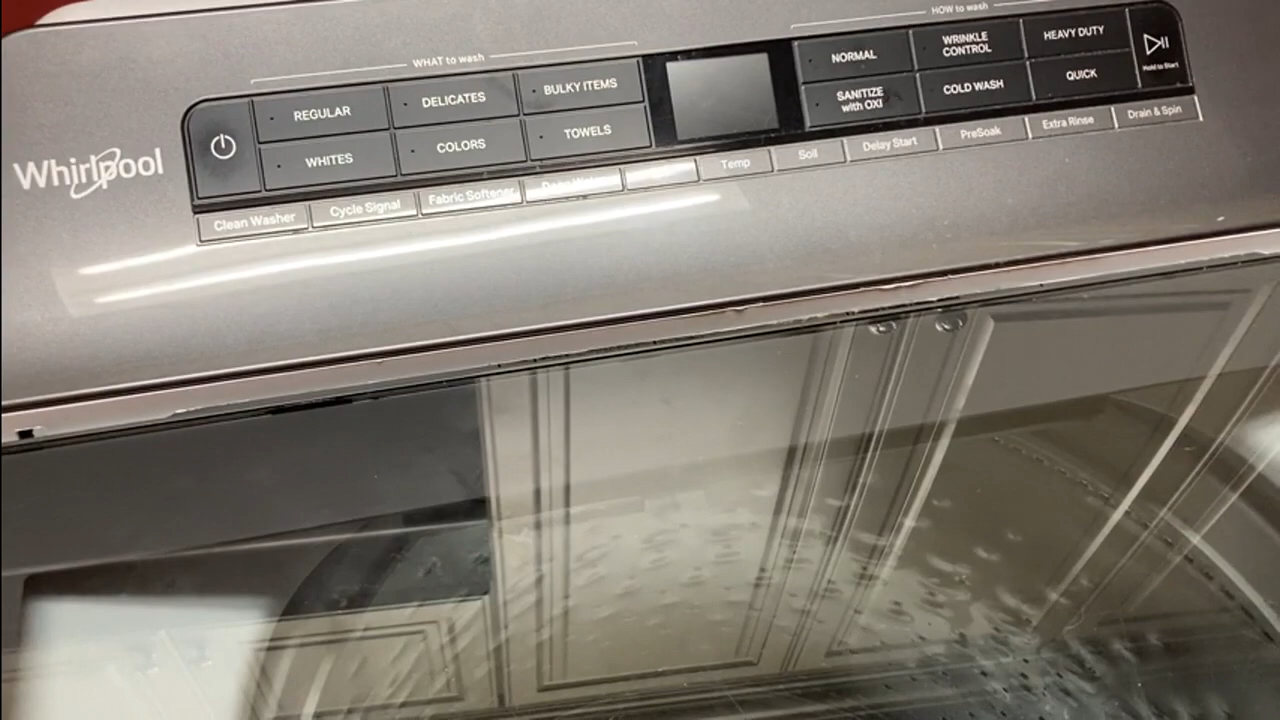 WHAT to wash
HOW to wash
Whirlpool
REGULAR
DELICATES
BULKY ITEMS
WHITES
COLORS
TOWELS
NORMAL
WRINKLE
CONTROL
HEAVY DUTY
SANITIZE
with OXI
COLD WASH
QUICK
Hold to Start
Clean Washer
Cycle Signal
Fabric Softener
Temp
Soil
Delay Start
PreSoak
Extra Rinse
Drain & Spin